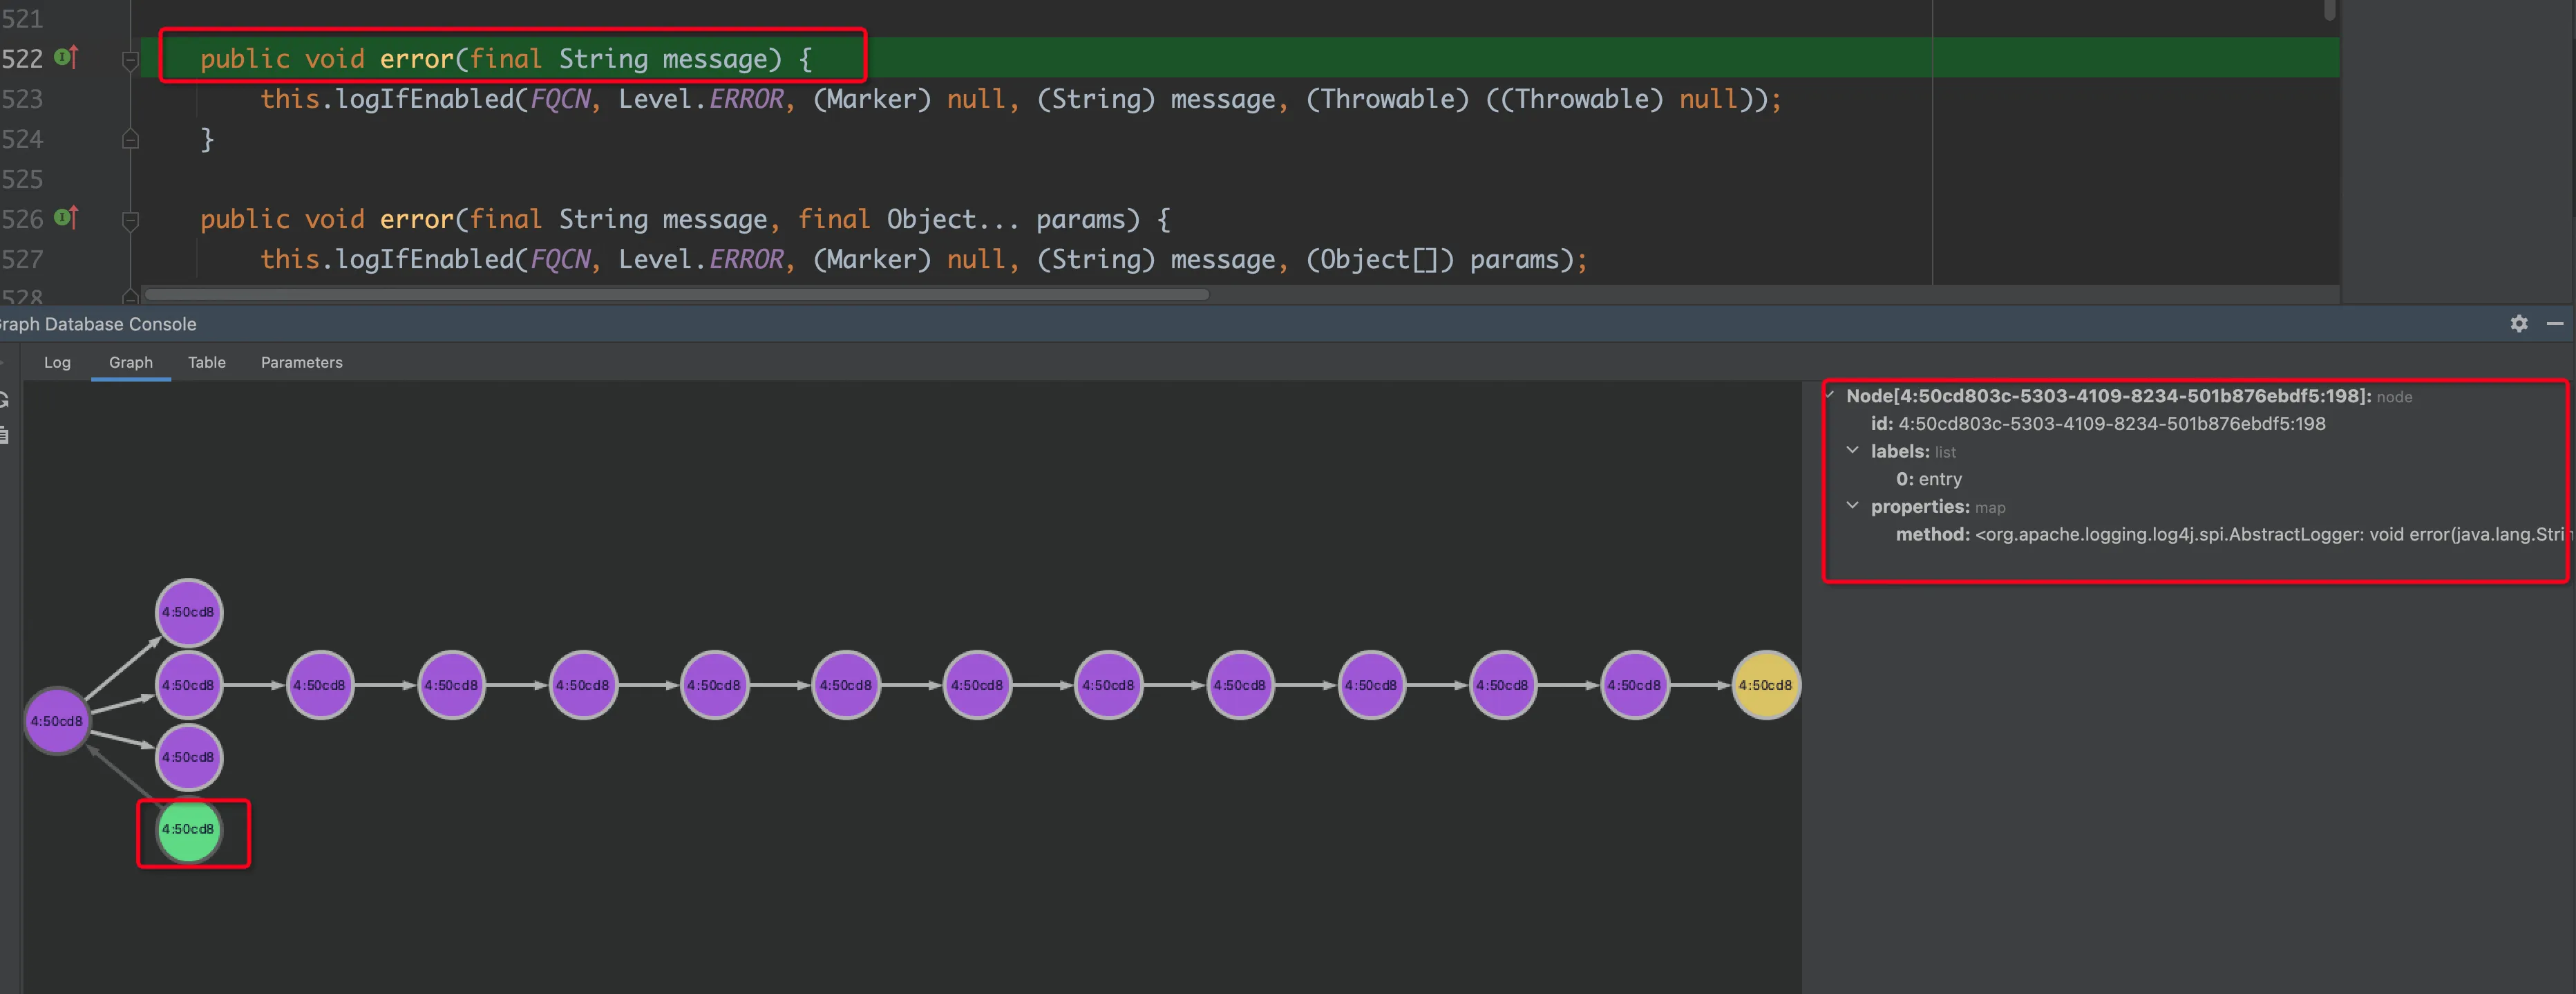 521
522 public void error(final String message) {
523 this.logIfEnabled(FQCN, Level.ERROR, (Marker) null, (String) message, (Throwable) ((Throwable) null));
524 }
525
526 public void error(final String message, final Object... params) {
527 this.logIfEnabled(FQCN, Level.ERROR, (Marker) null, (String) message, (Object[]) params);
528
raph Database Console
Log Graph Table Parameters
Node[4:50cd803c-5303-4109-8234-501b876ebdf5:198]: node
id: 4:50cd803c-5303-4109-8234-501b876ebdf5:198
labels: list
0: entry
properties: map
method: <org.apache.logging.log4j.spi.AbstractLogger: void error(java.lang.Strin
4:50cd8
4:50cd8 4:50cd8 4:50cd8 4:50cd8 4:50cd8 4:50cd8 4:50cd8 4:50cd8 4:50cd8 4:50cd8 4:50cd8 4:50cd8 4:50cd8
4:50cd8
4:50cd8
4:50cd8